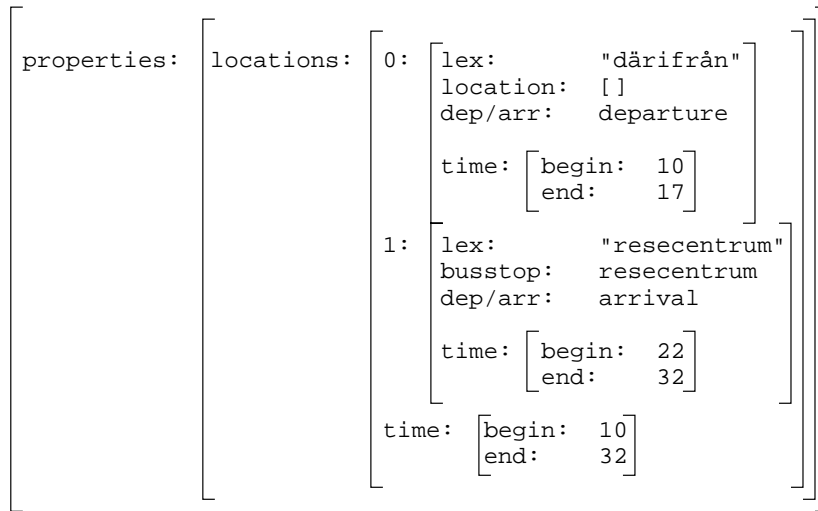 properties: locations: 0: lex: "därifrån"
location: []
dep/arr: departure
time: begin: 10
end: 17
1: lex: "resecentrum"
busstop: resecentrum
dep/arr: arrival
time: begin: 22
end: 32
time: begin: 10
end: 32